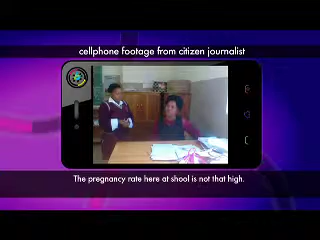 cellphone footage from citizen journalist
The pregnancy rate here at shool is not that high.